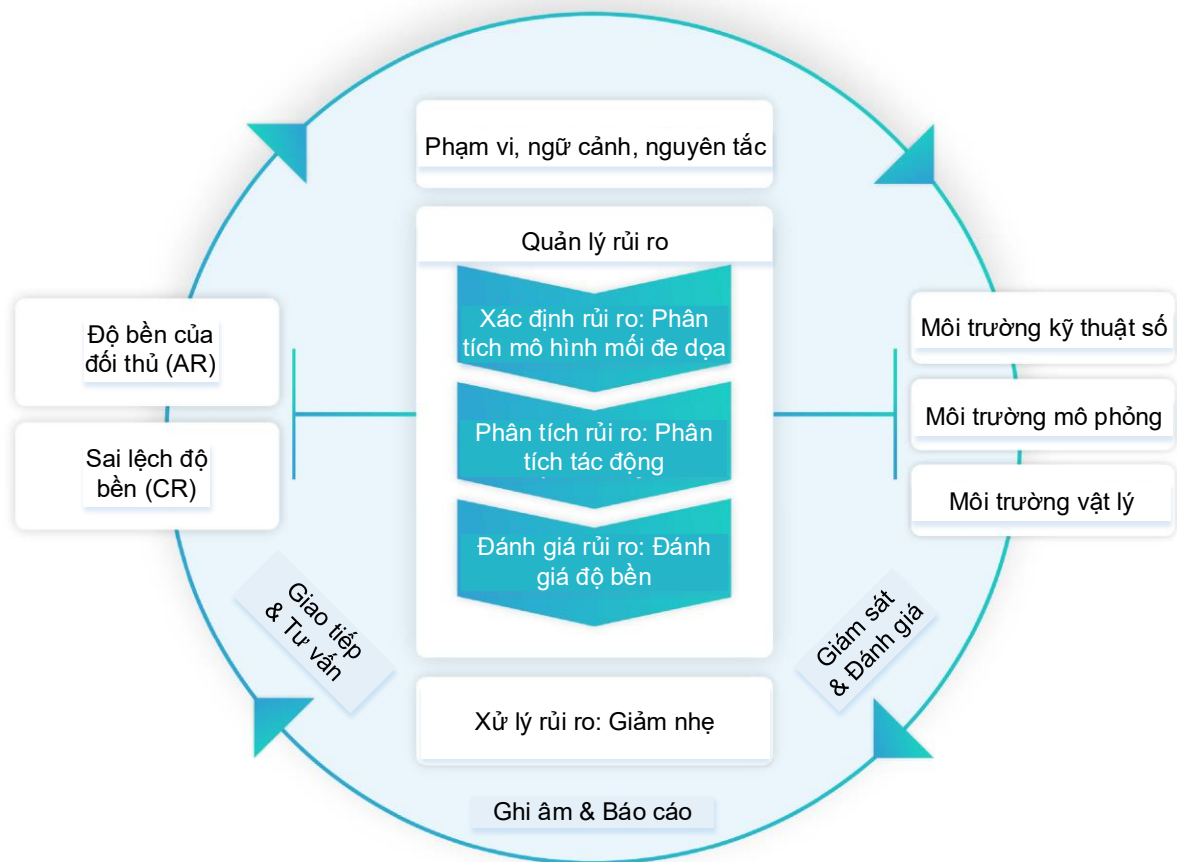 Phạm vi, ngữ cảnh, nguyên tắc
Quản lý rủi ro
Xác định rủi ro: Phân
tích mô hình mối đe dọa
Phân tích rủi ro: Phân
tích tác động
Đánh giá rủi ro: Đánh
giá độ bền
Độ bền của
đối thủ (AR)
Sai lệch độ
bền (CR)
Môi trường kỹ thuật số
Môi trường mô phỏng
Môi trường vật lý
Giao tiếp
& Tư vấn
Giám sát
& Đánh giá
Xử lý rủi ro: Giảm nhẹ
Ghi âm & Báo cáo